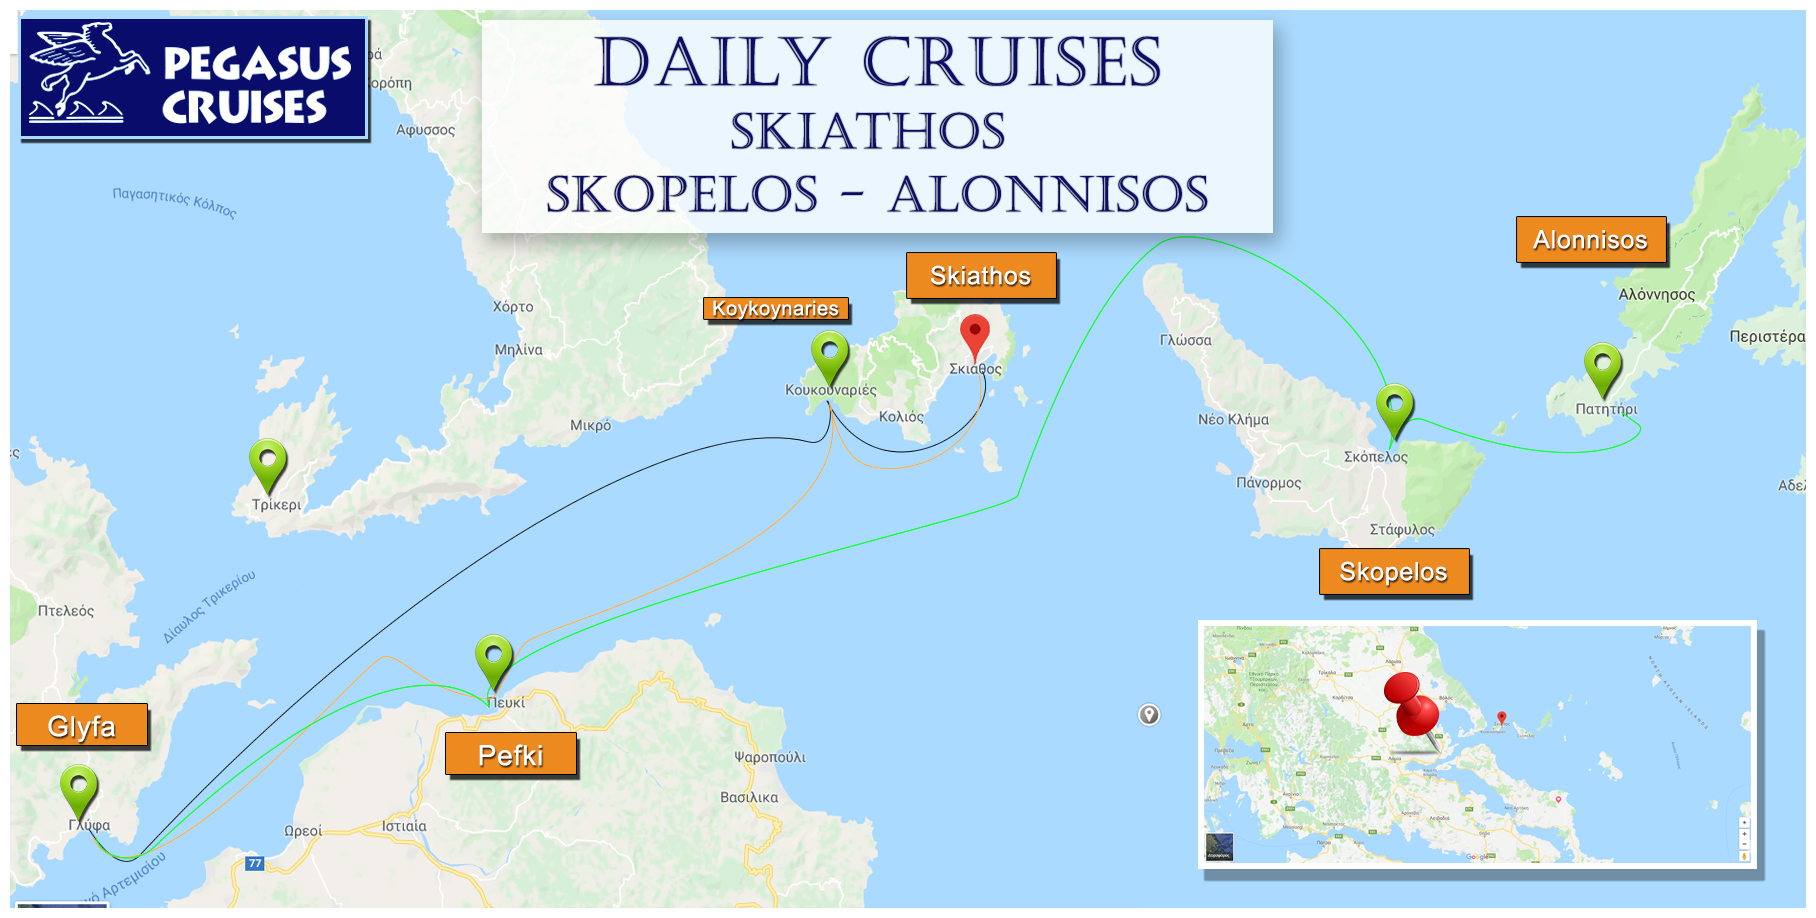 PEGASUS
CRUISES
DAILY CRUISES
SKIATHOS
SKOPELOS - ALONNISOS
Αφυσσος
Παγασητικός Κόλπος
Alonnisos
Skiathos
Koykoynaries
Αλόννησος
Χόρτο
Μηλίνα
Γλώσσα
Περιστέρα
Σκιάθος
Κουκουναριές
Κολιός
Πατητήρι
Μικρό
Νέο Κλήμα
Σκόπελος
Πάνορμος
Τρίκερι
Στάφυλος
Skopelos
Δίαυλος Τρικερίου
Πτελεός
Glyfa
Πευκί
Pefki
Ψαροπούλι
Βασιλικα
Γλύφα
Ωρεοί
Ιστιαία
77
Αρτεμισίου
Google